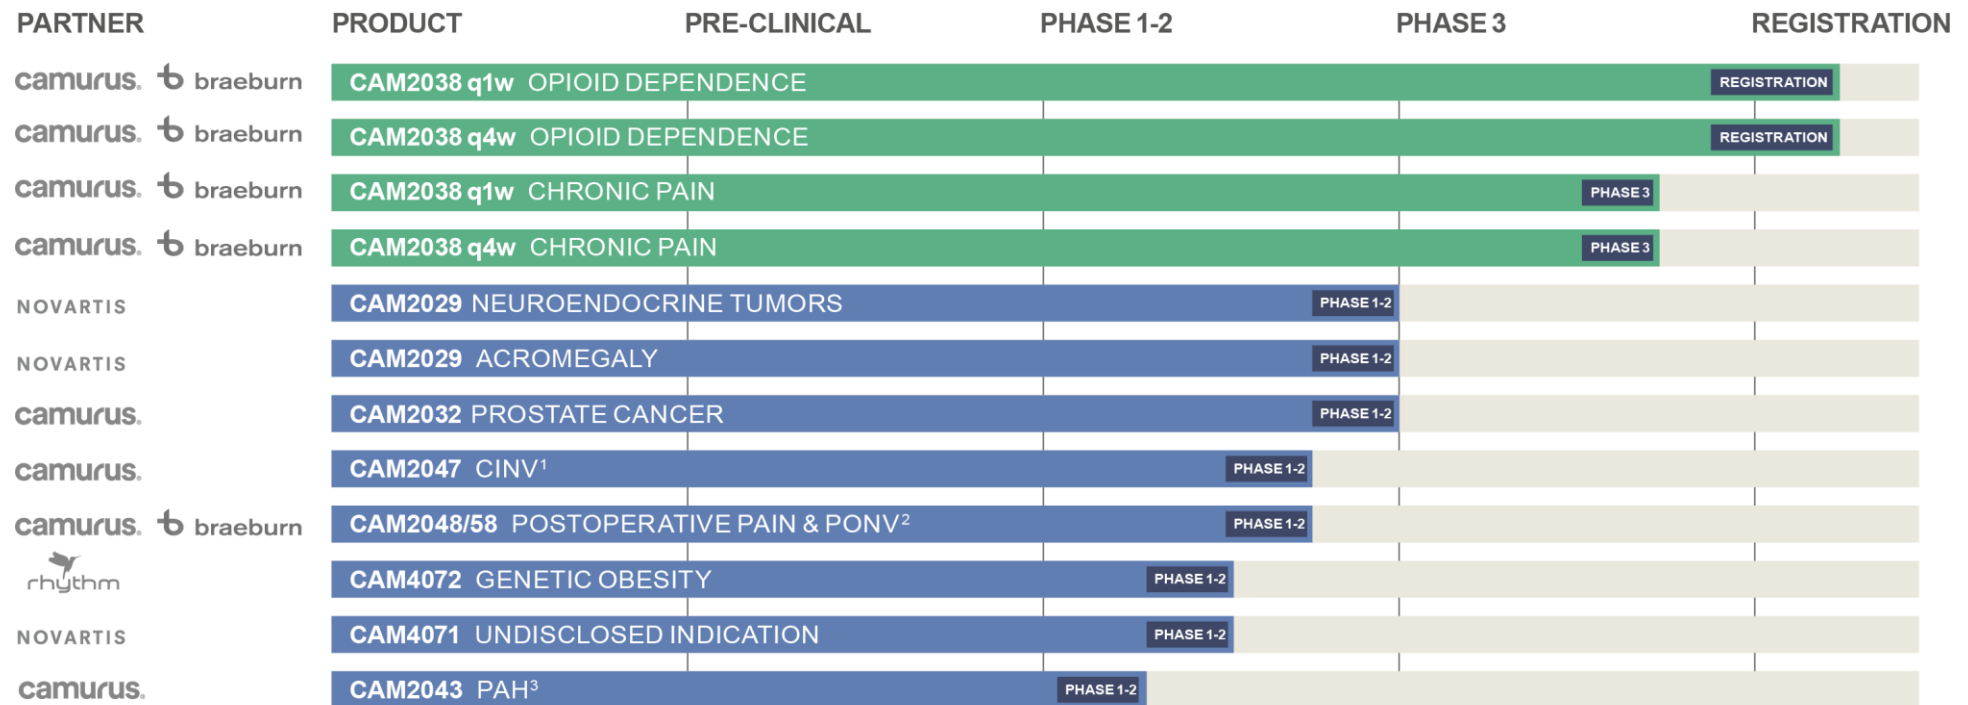 PARTNER PRODUCT PRE-CLINICAL PHASE 1-2 PHASE 3 REGISTRATION
camurus. braeburn CAM2038 q1w OPIOID DEPENDENCE REGISTRATION
camurus. braeburn CAM2038 q4w OPIOID DEPENDENCE REGISTRATION
camurus. braeburn CAM2038 q1w CHRONIC PAIN PHASE 3
camurus. braeburn CAM2038 q4w CHRONIC PAIN PHASE 3
NOVARTIS CAM2029 NEUROENDOCRINE TUMORS PHASE 1-2
NOVARTIS CAM2029 ACROMEGALY PHASE 1-2
camurus. CAM2032 PROSTATE CANCER PHASE 1-2
camurus. CAM2047 CINV¹ PHASE 1-2
camurus. braeburn CAM2048/58 POSTOPERATIVE PAIN & PONV² PHASE 1-2
rhythm CAM4072 GENETIC OBESITY PHASE 1-2
NOVARTIS CAM4071 UNDISCLOSED INDICATION PHASE 1-2
camurus. CAM2043 PAH³ PHASE 1-2